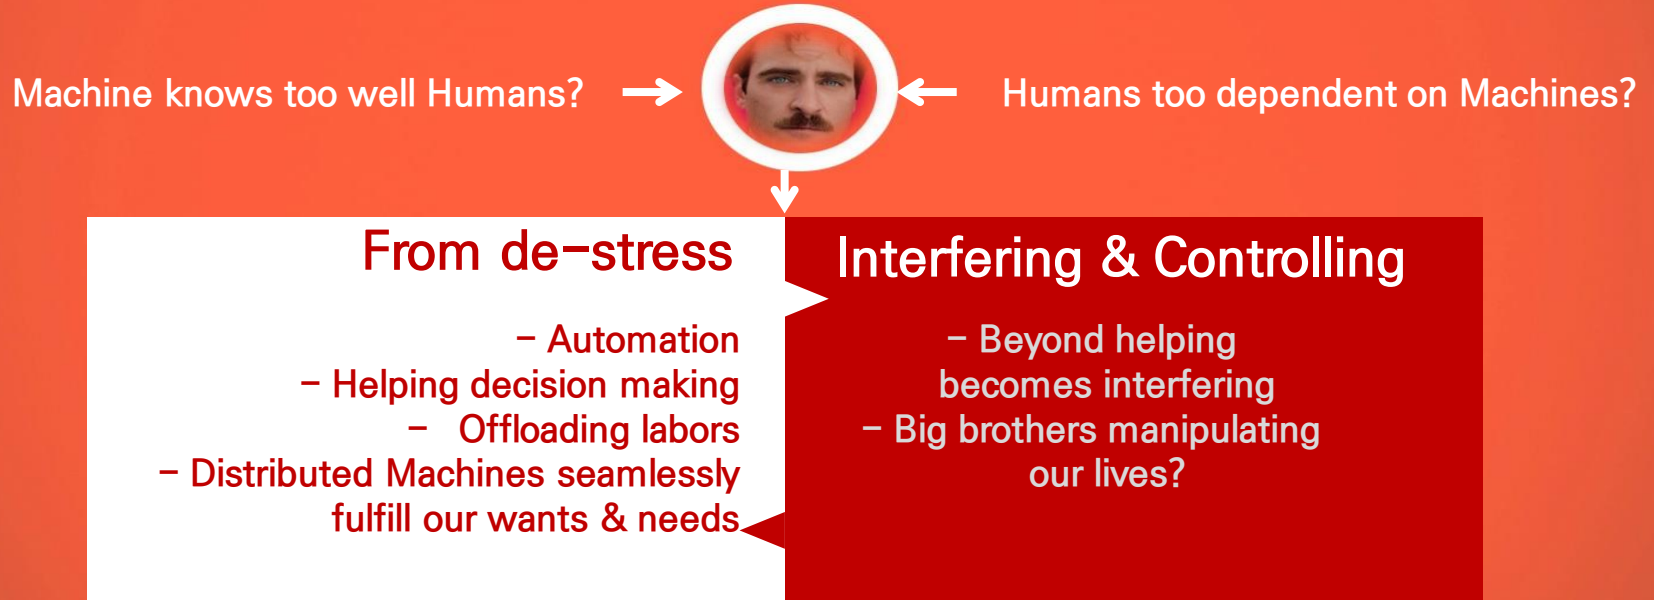 Machine knows too well Humans?
Humans too dependent on Machines?
From de-stress
- Automation
- Helping decision making
- Offloading labors
- Distributed Machines seamlessly
fulfill our wants & needs
Interfering & Controlling
- Beyond helping
becomes interfering
- Big brothers manipulating
our lives?